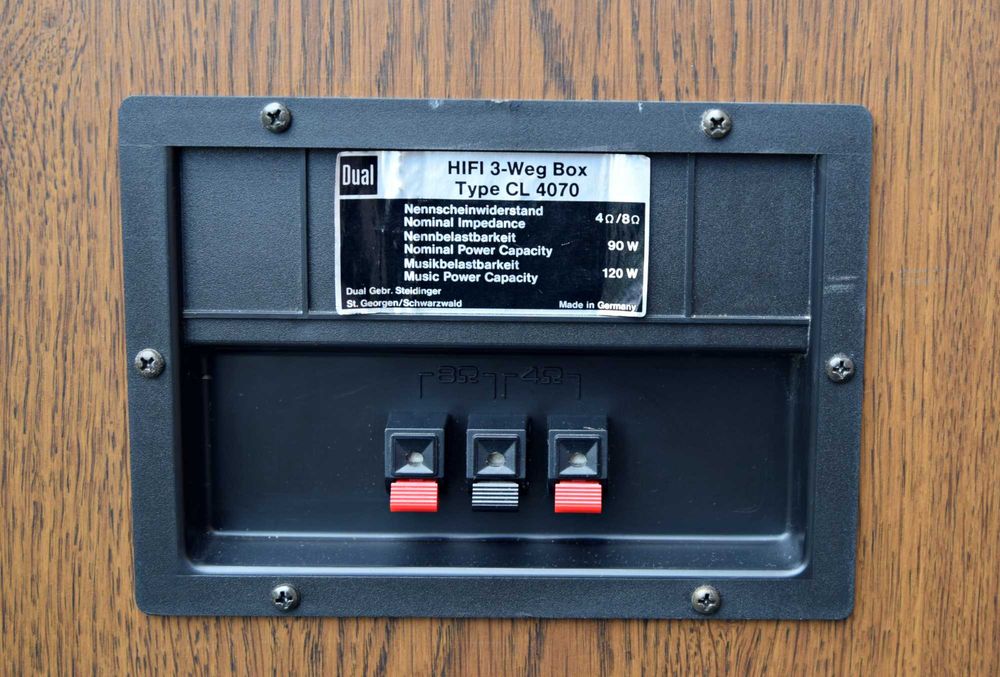 Dual
HIFI 3-Weg Box
Type CL 4070
Nennscheinwiderstand
Nominal Impedance 4Ω/8Ω
Nennbelastbarkeit
Nominal Power Capacity 90 W
Musikbelastbarkeit
Music Power Capacity 120 W
Dual Gebr. Steidinger
St. Georgen/Schwarzwald Made in Germany
8Ω 4Ω